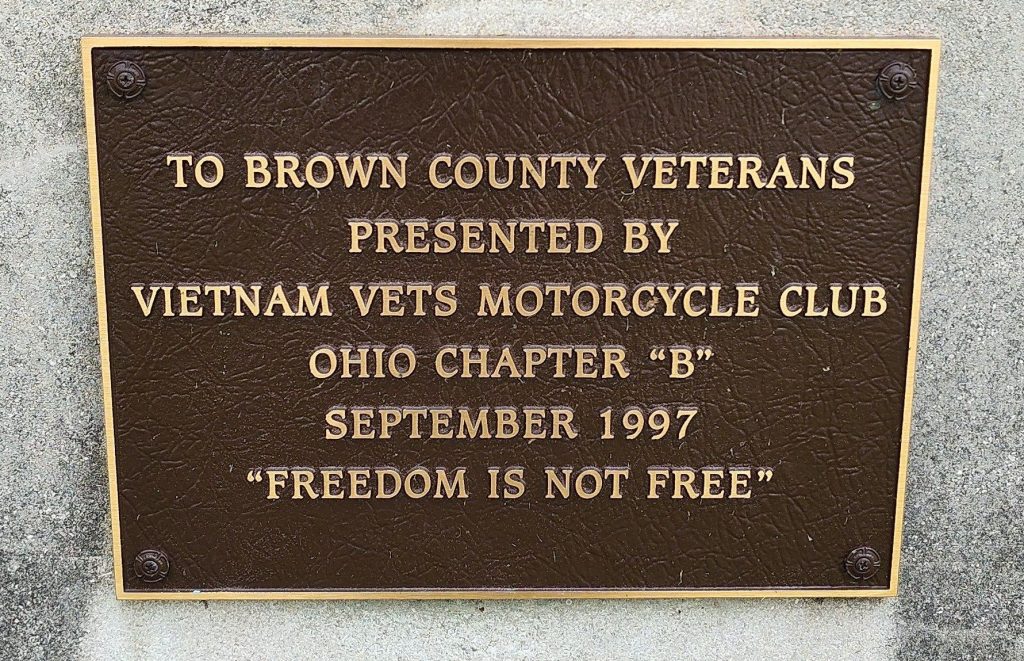 TO BROWN COUNTY VETERANS
PRESENTED BY
VIETNAM VETS MOTORCYCLE CLUB
OHIO CHAPTER “B”
SEPTEMBER 1997
“FREEDOM IS NOT FREE”